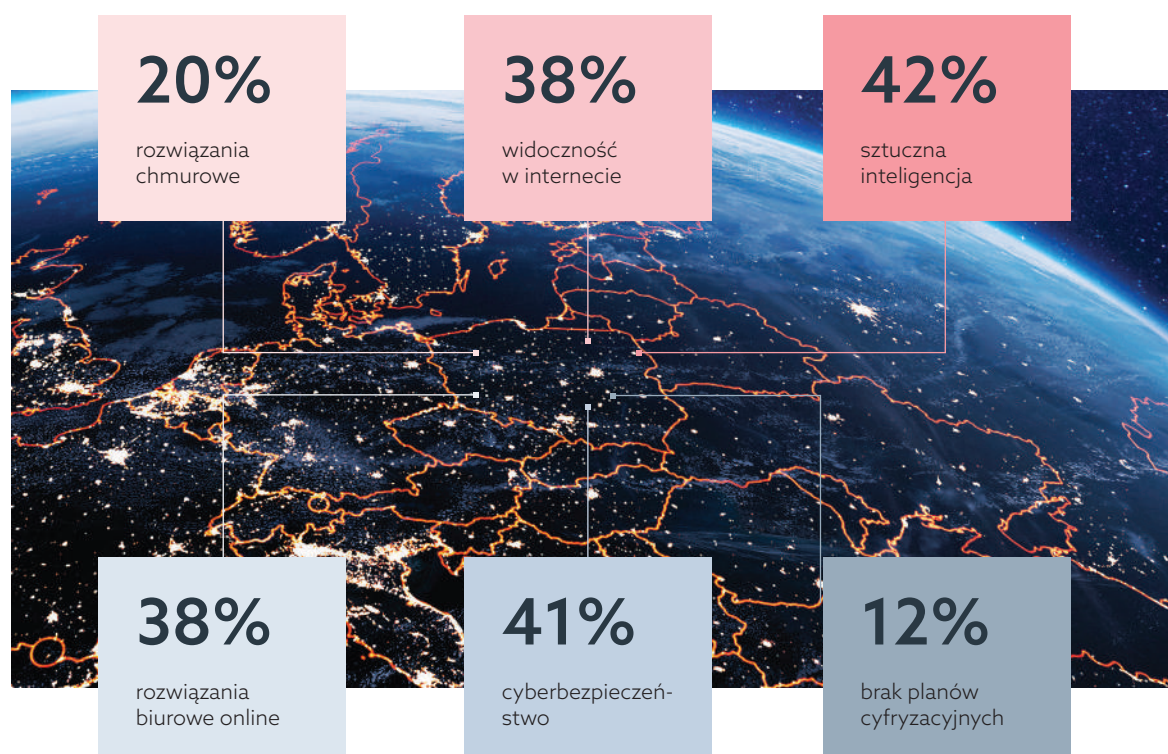 20%
rozwiązania
chmurowe
38%
widoczność
w internecie
42%
sztuczna
inteligencja
38%
rozwiązania
biurowe online
41%
cyberbezpieczeń-
stwo
12%
brak planów
cyfryzacyjnych